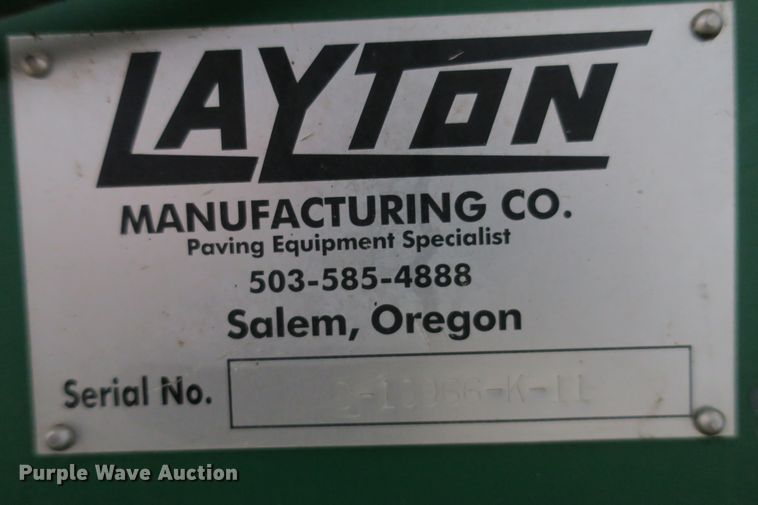 LAYTON
MANUFACTURING CO.
Paving Equipment Specialist
503-585-4888
Salem, Oregon
Serial No.
Purple Wave Auction